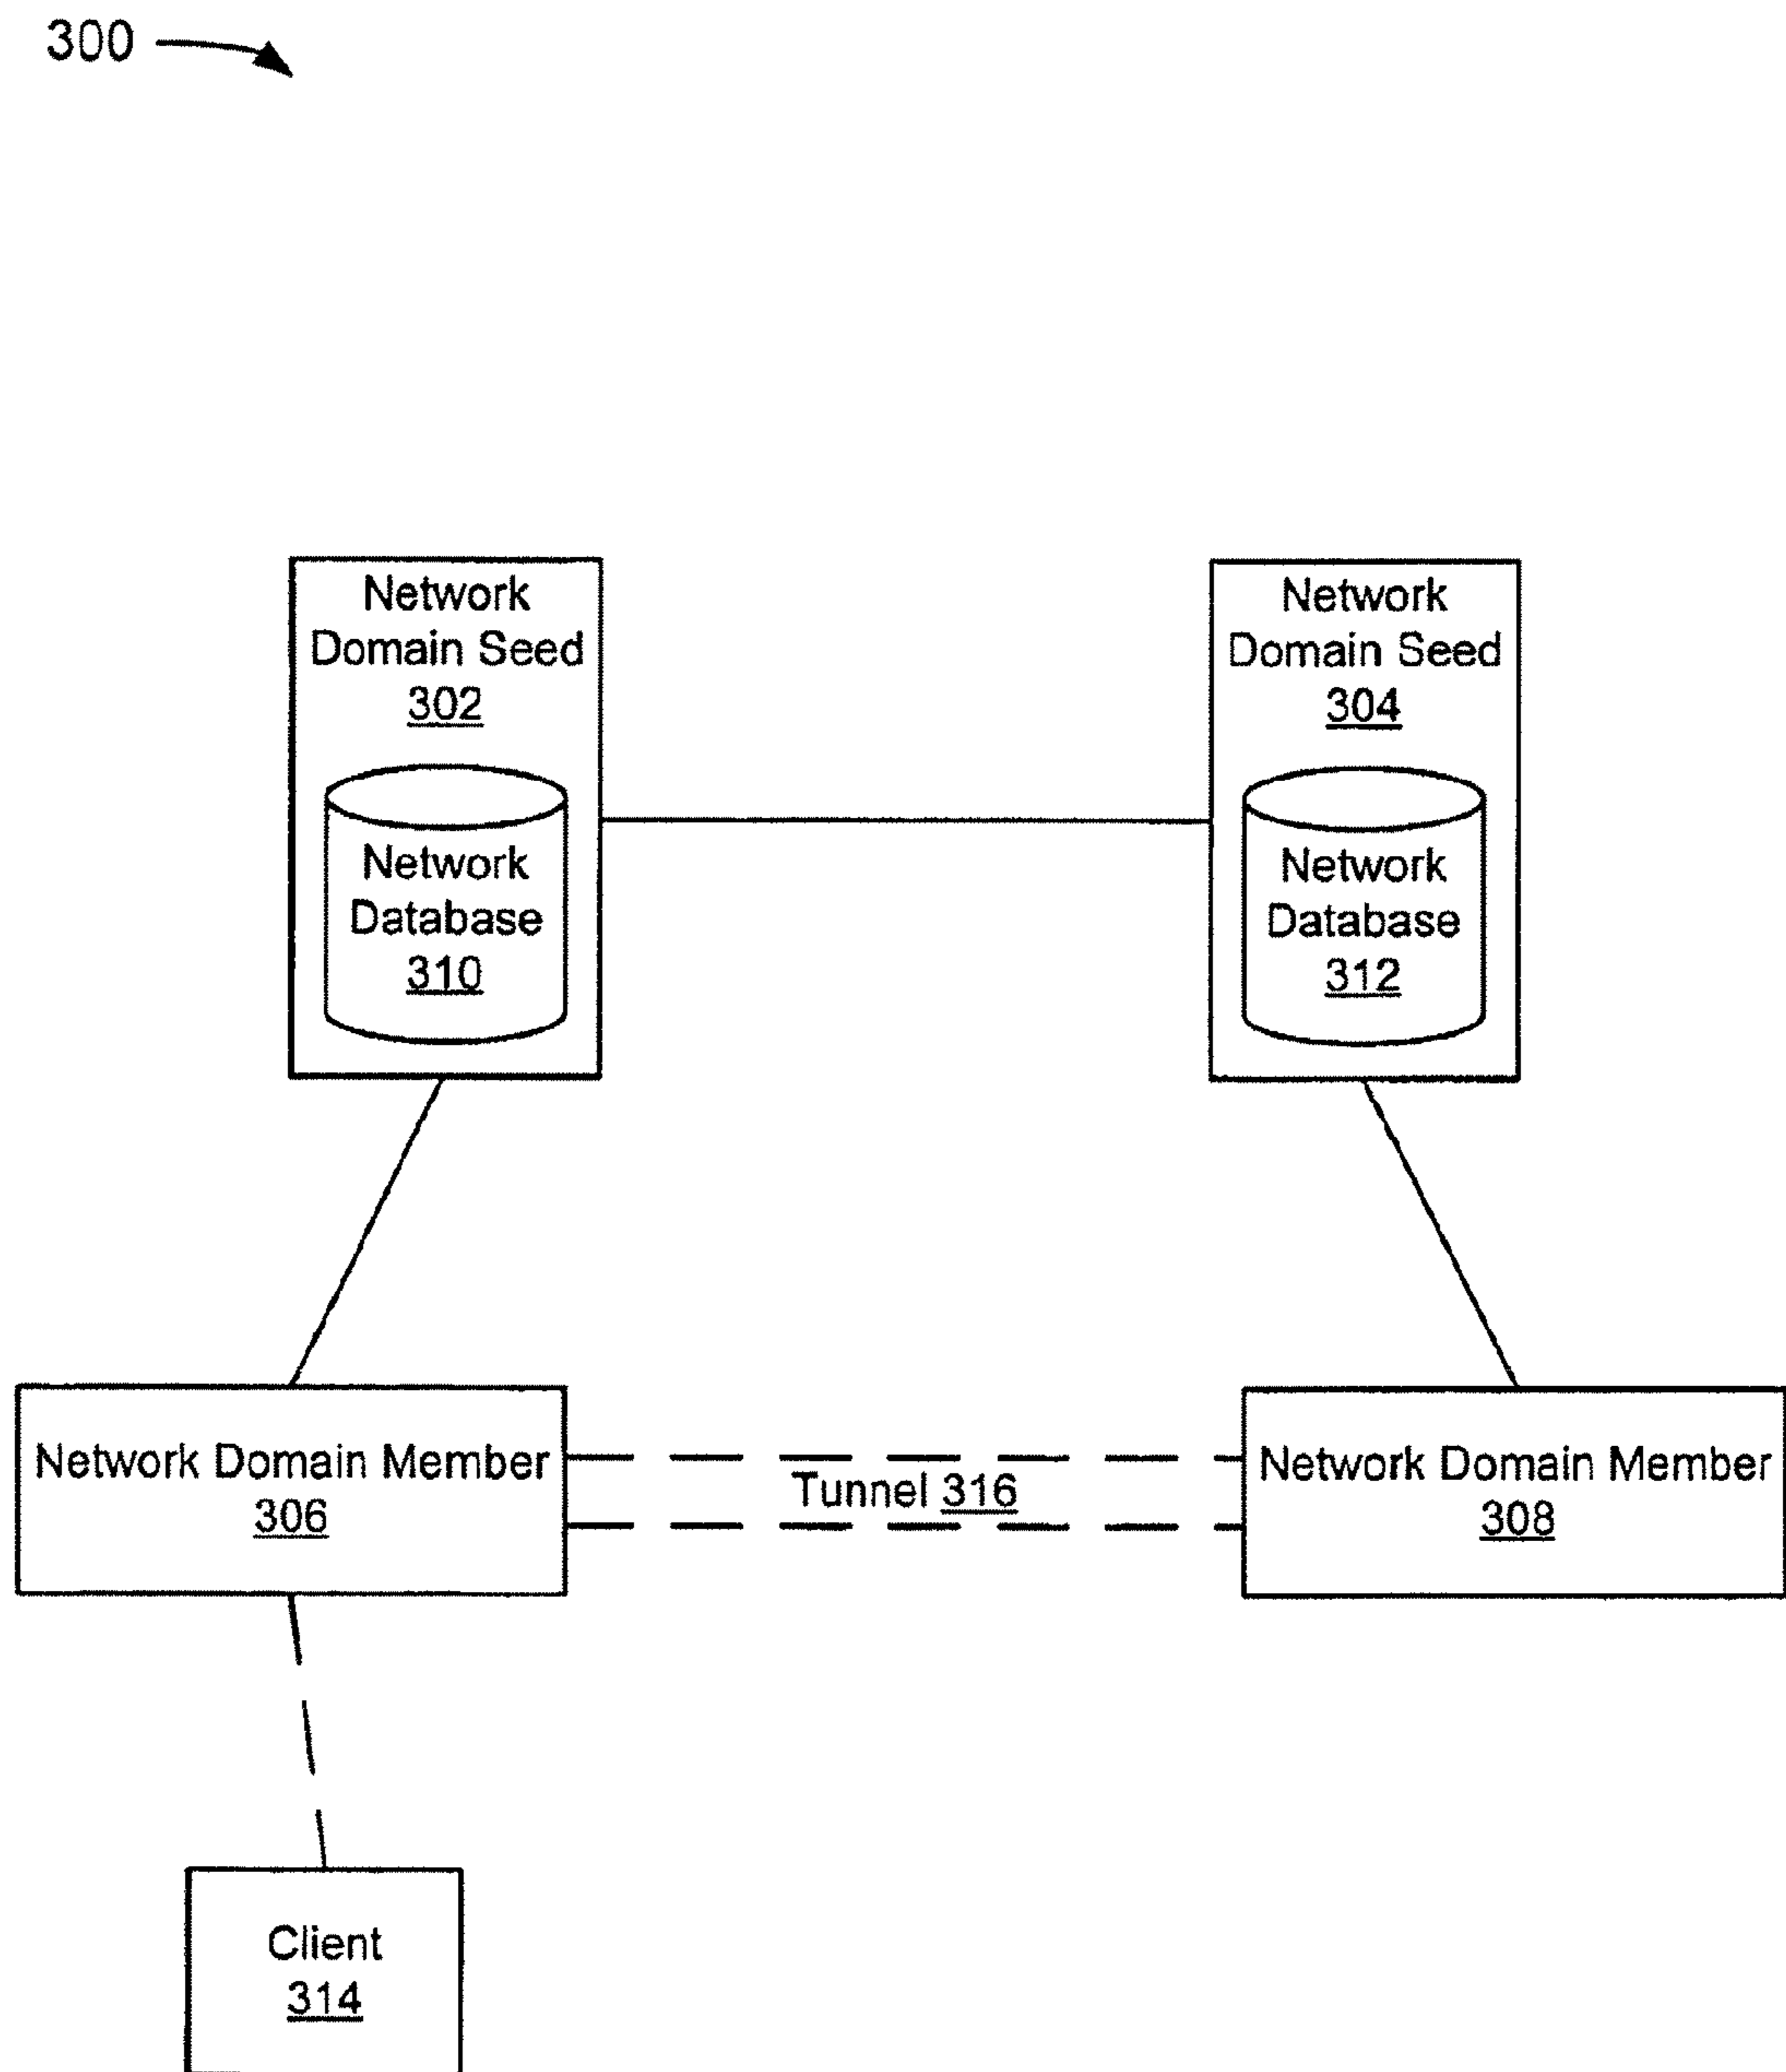 300
Network
Domain Seed
302
Network
Database
310
Network
Domain Seed
304
Network
Database
312
Network Domain Member
306
Tunnel 316
Network Domain Member
308
Client
314